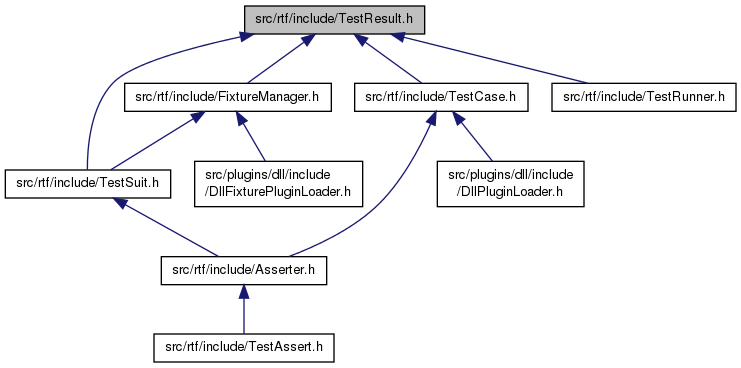 src/rtf/include/TestResult.h
src/rtf/include/FixtureManager.h
src/rtf/include/TestCase.h
src/rtf/include/TestRunner.h
src/rtf/include/TestSuit.h
src/plugins/dll/include
/DllFixturePluginLoader.h
src/plugins/dll/include
/DllPluginLoader.h
src/rtf/include/Asserter.h
src/rtf/include/TestAssert.h